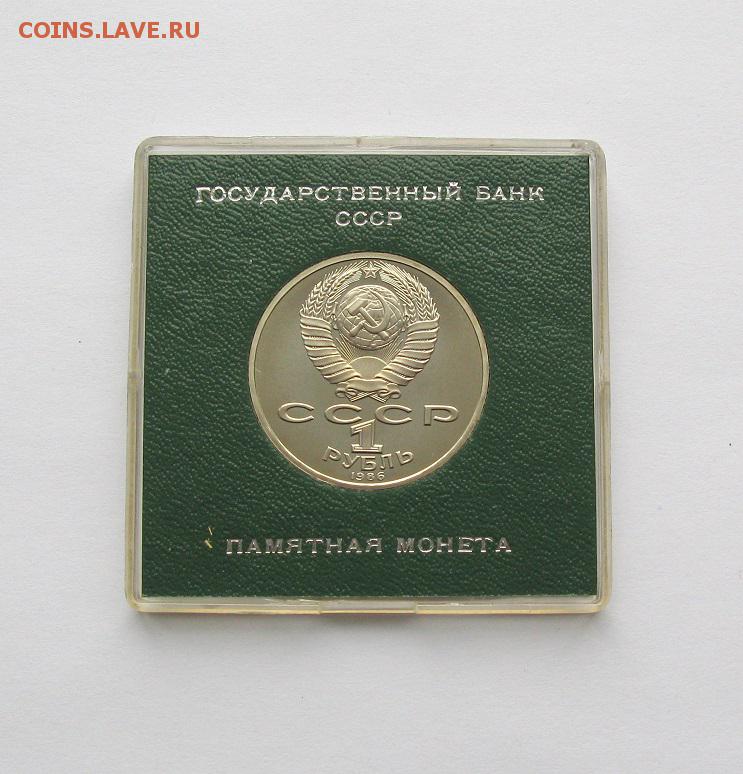 COINS.LAVE.RU
ГОСУДАРСТВЕННЫЙ БАНК
СССР
СССР
1
РУБЛЬ
1986
ПАМЯТНАЯ МОНЕТА